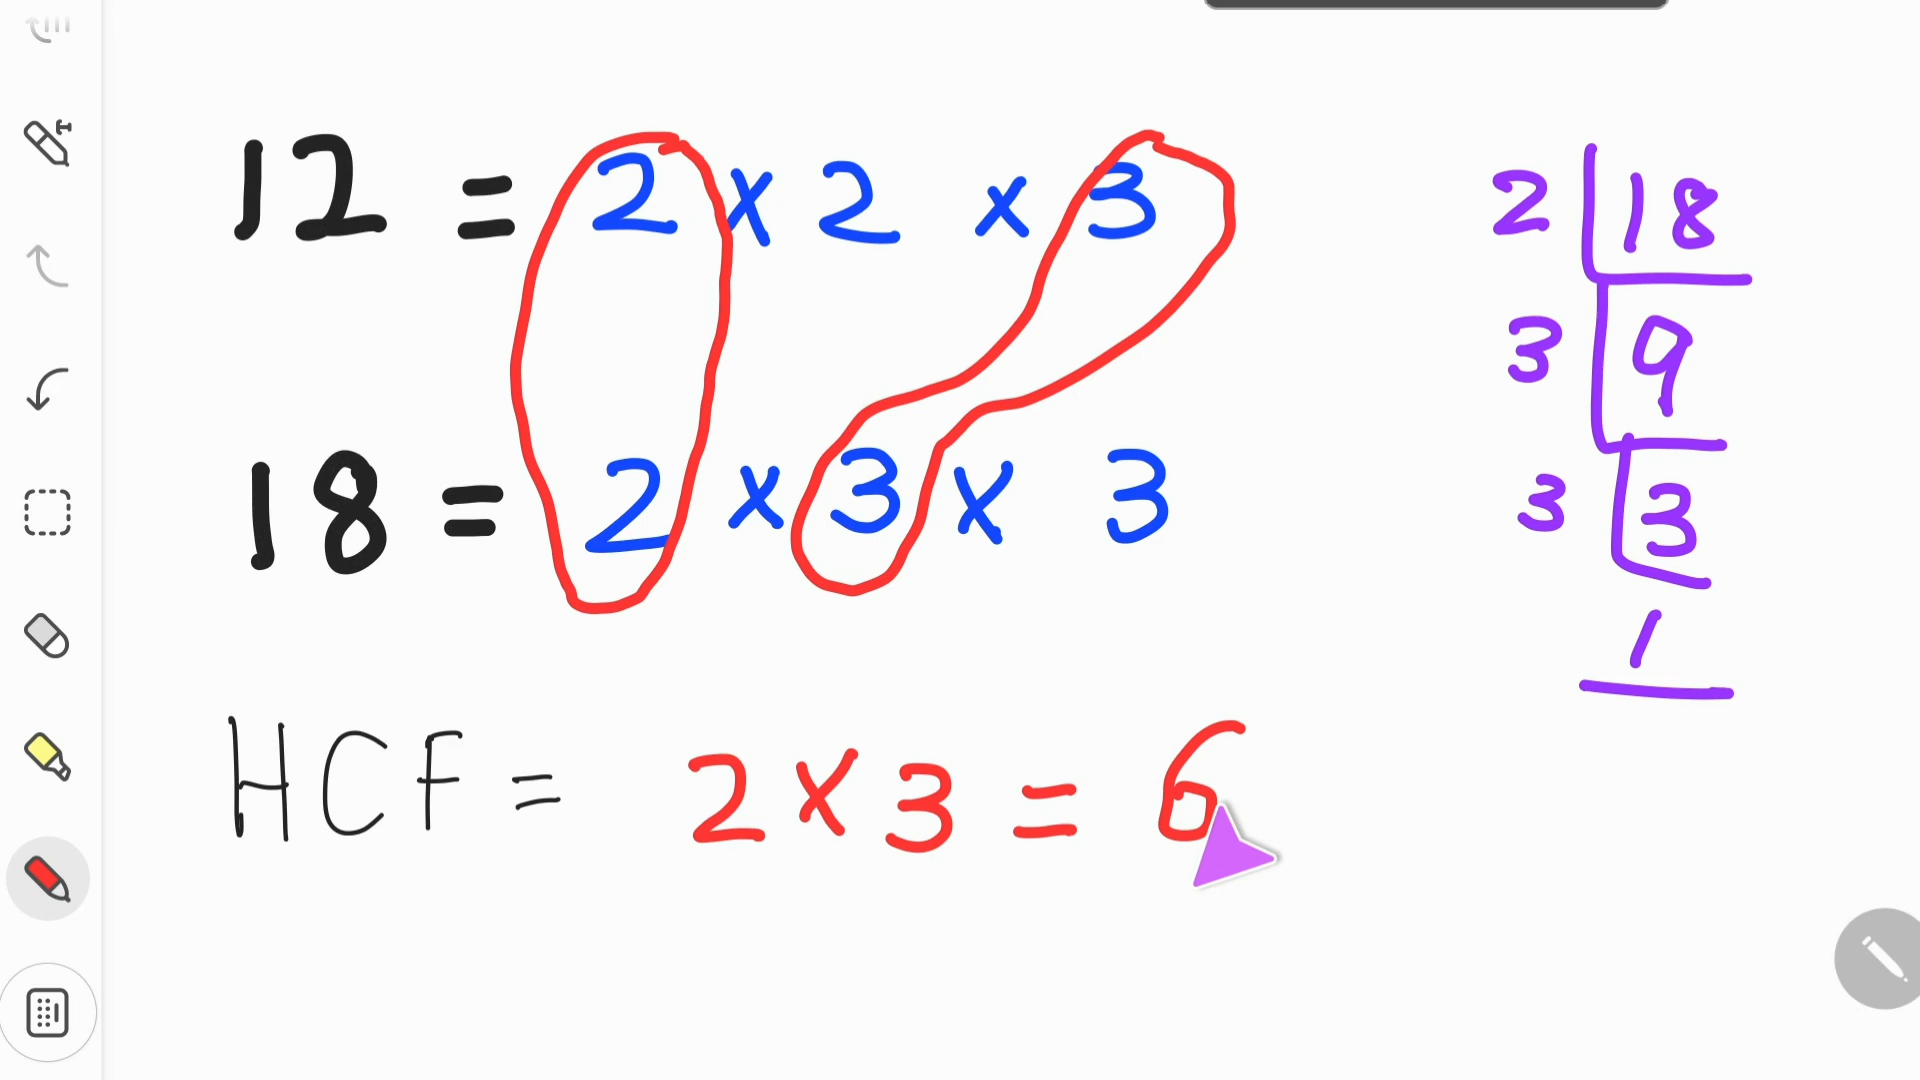 12 = 2 x 2 x 3
18 = 2 x 3 x 3
HCF = 2 x 3 = 6
2 18
3 9
3 3
1